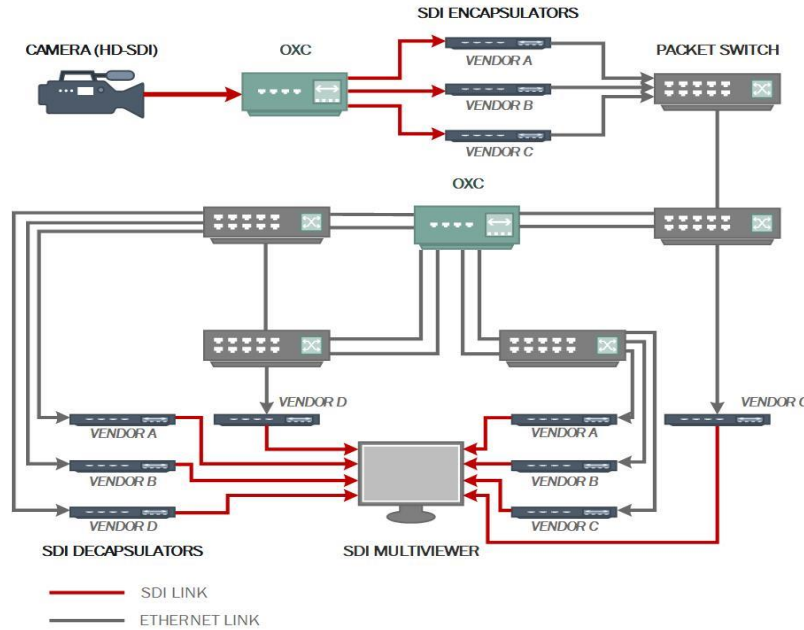 SDI ENCAPSULATORS
CAMERA (HD-SDI)
OXC
PACKET SWITCH
VENDOR A
VENDOR B
VENDOR C
OXC
VENDOR D
VENDOR C
VENDOR A
VENDOR A
VENDOR B
VENDOR B
VENDOR D
VENDOR C
SDI DECAPSULATORS
SDI MULTIVIEWER
SDI LINK
ETHERNET LINK